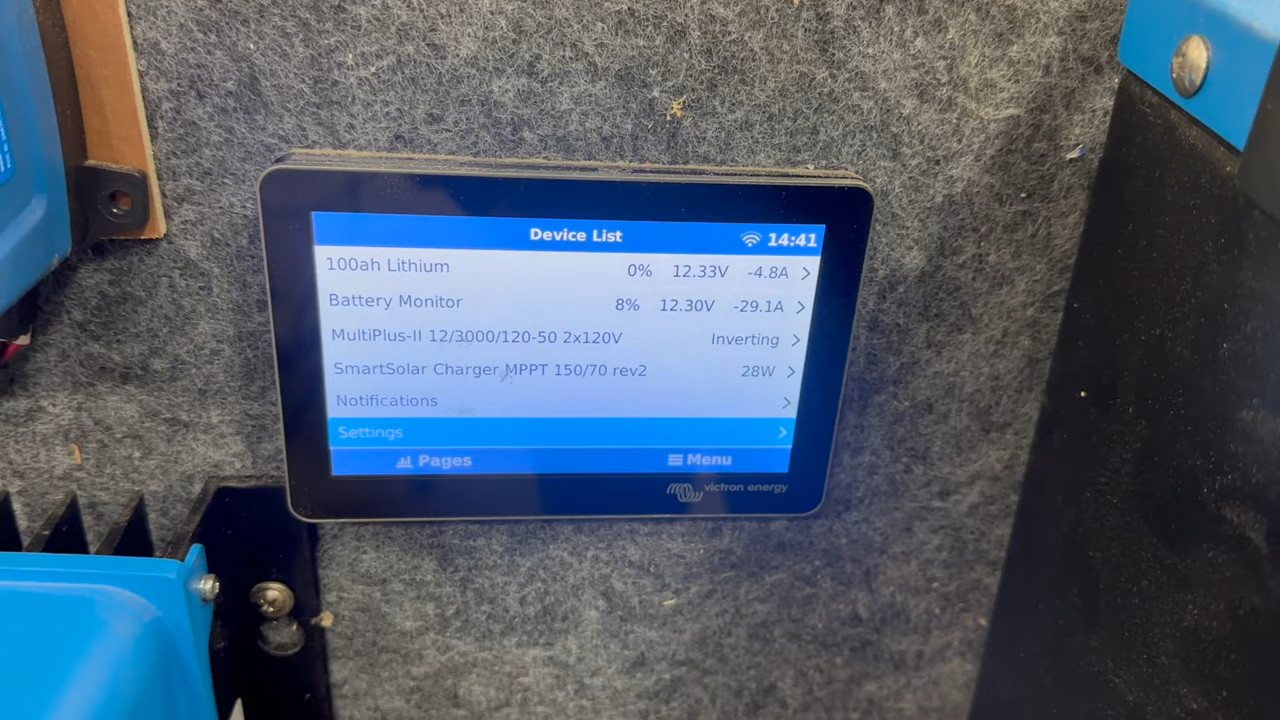 Device List 14:41
100ah Lithium 0% 12.33V -4.8A
Battery Monitor 8% 12.30V -29.1A
MultiPlus-II 12/3000/120-50 2x120V Inverting
SmartSolar Charger MPPT 150/70 rev2 28W
Notifications
Settings
Pages Menu
victron energy